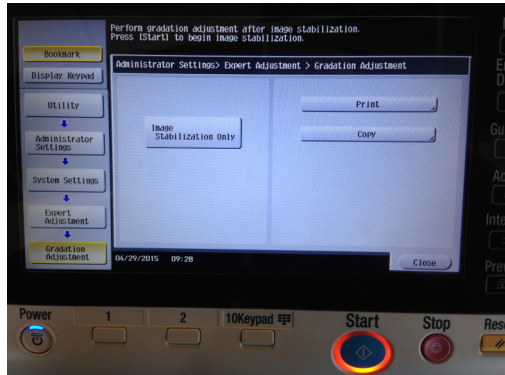 Perform gradation adjustment after image stabilization.
Press [Start] to begin image stabilization.
Bookmark
Display Keypad
Administrator Settings> Expert Adjustment > Gradation Adjustment
Utility
Administrator
Settings
System Settings
Expert
Adjustment
Gradation
Adjustment
Image
Stabilization Only
Print
Copy
04/29/2015 09:28
Close
Power
1
2
10Keypad
Start
Stop